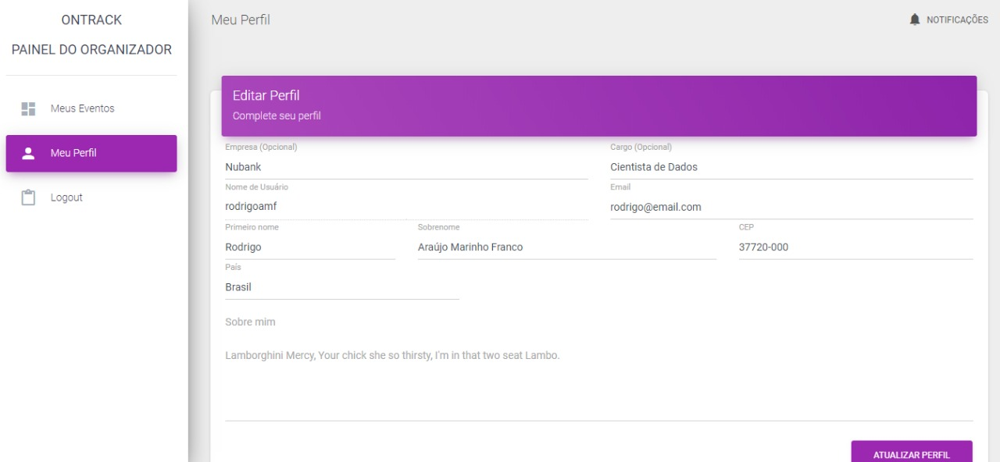 ONTRACK
PAINEL DO ORGANIZADOR
Meus Eventos
Meu Perfil
Logout
Meu Perfil
NOTIFICAÇÕES
Editar Perfil
Complete seu perfil
Empresa (Opcional)
Cargo (Opcional)
Nubank
Cientista de Dados
Nome de Usuário
Email
rodrigoamf
rodrigo@email.com
Primeiro nome
Sobrenome
CEP
Rodrigo
Araújo Marinho Franco
37720-000
País
Brasil
Sobre mim
Lamborghini Mercy, Your chick she so thirsty, I'm in that two seat Lambo.
ATUALIZAR PERFIL